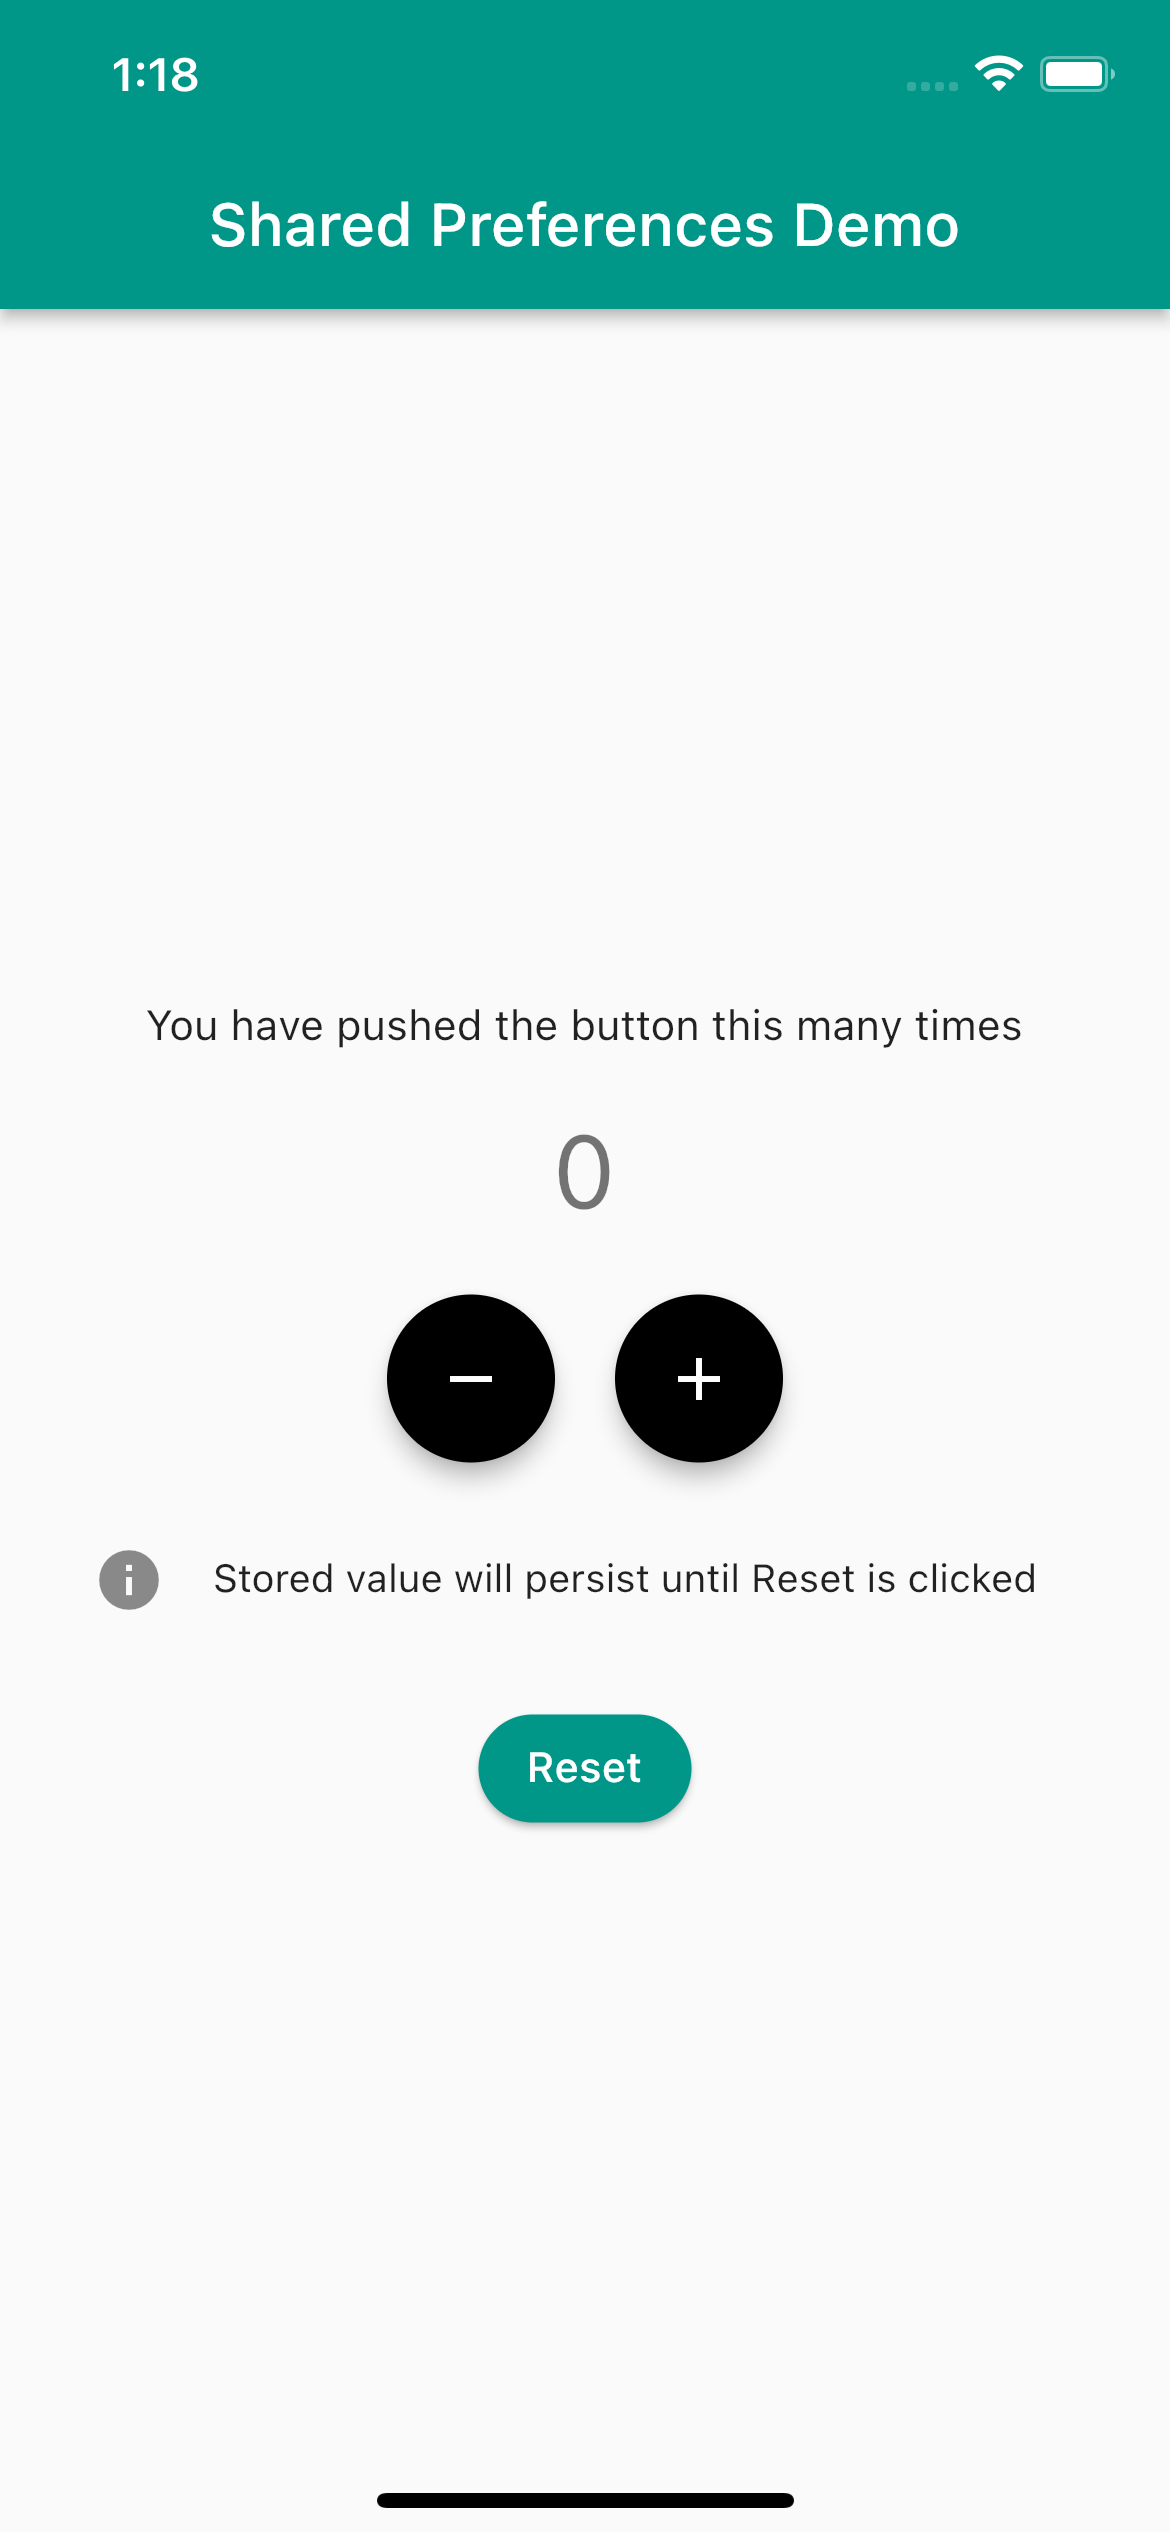 1:18
Shared Preferences Demo
You have pushed the button this many times
0
Stored value will persist until Reset is clicked
Reset